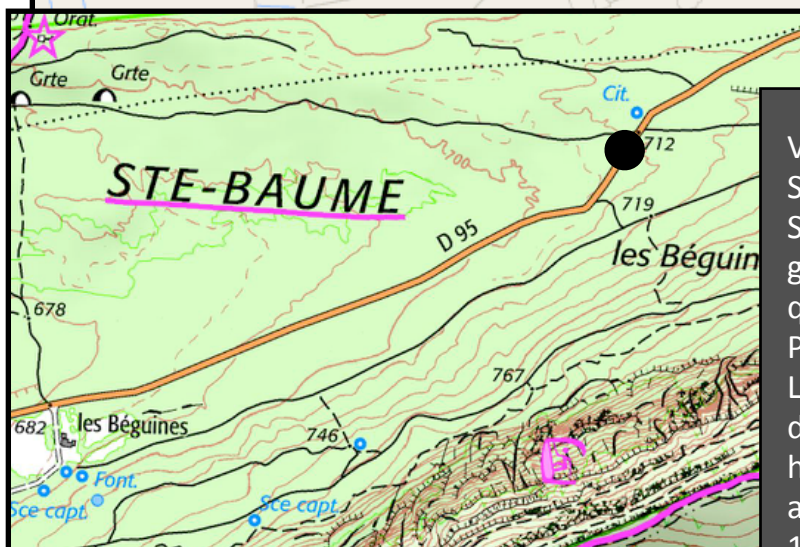 Orat.
Grte
Grte
Cit.
712
700
STE-BAUME
719
D 95
les Béguin
678
767
682
les Béguines
746
Font.
Sce capt.
Sce capt.
V
S
S
g
P
L
d
h
a